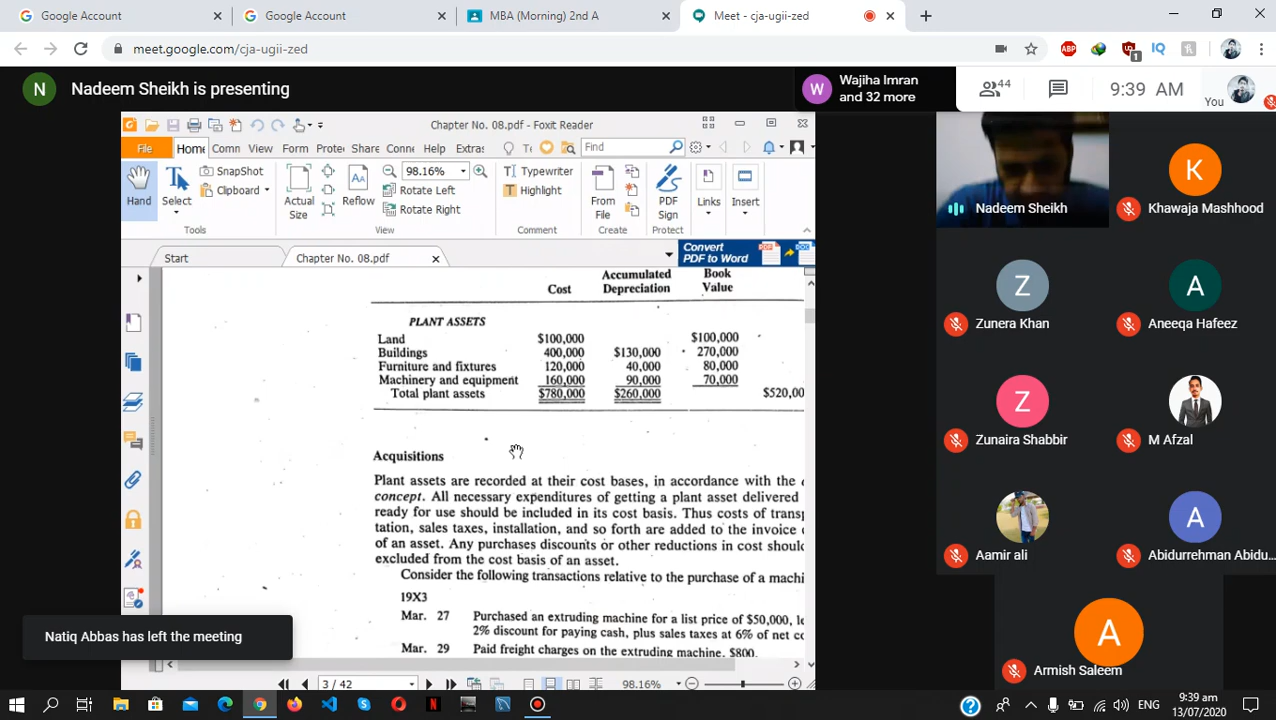 Google Account
Google Account
MBA (Morning) 2nd A
Meet - cja-ugii-zed
meet.google.com/cja-ugii-zed
ABP
1
IQ
N
Nadeem Sheikh is presenting
W
Wajiha Imran
and 32 more
44
9:39 AM
You
Chapter No. 08.pdf - Foxit Reader
File
Home
Comn
View
Form
Prote
Share
Conne
Help
Extras
Find
Hand
Select
SnapShot
Clipboard
Actual
Size
Reflow
98.16%
Rotate Left
Rotate Right
Typewriter
Highlight
From
File
PDF
Sign
Links
Insert
Tools
View
Comment
Create
Protect
Start
Chapter No. 08.pdf
Convert
PDF to Word
Accumulated Book
Cost Depreciation Value
PLANT ASSETS
Land $100,000 $100,000
Buildings 400,000 $130,000 270,000
Furniture and fixtures 120,000 40,000 80,000
Machinery and equipment 160,000 90,000 70,000
Total plant assets $780,000 $260,000 $520,00
Acquisitions
Plant assets are recorded at their cost bases, in accordance with the
concept. All necessary expenditures of getting a plant asset delivered
ready for use should be included in its cost basis. Thus costs of transp
tation, sales taxes, installation, and so forth are added to the invoice
of an asset. Any purchases discounts or other reductions in cost shoul
excluded from the cost basis of an asset.
Consider the following transactions relative to the purchase of a machi
19X3
Mar. 27 Purchased an extruding machine for a list price of $50,000, le
2% discount for paying cash, plus sales taxes at 6% of net co
Mar. 29 Paid freight charges on the extruding machine, $800.
3 / 42
98.16%
Nadeem Sheikh
K
Khawaja Mashhood
Z
Zunera Khan
A
Aneeqa Hafeez
Z
Zunaira Shabbir
M Afzal
Aamir ali
A
Abidurrehman Abidu...
A
Armish Saleem
Natiq Abbas has left the meeting
ENG
9:39 am
13/07/2020